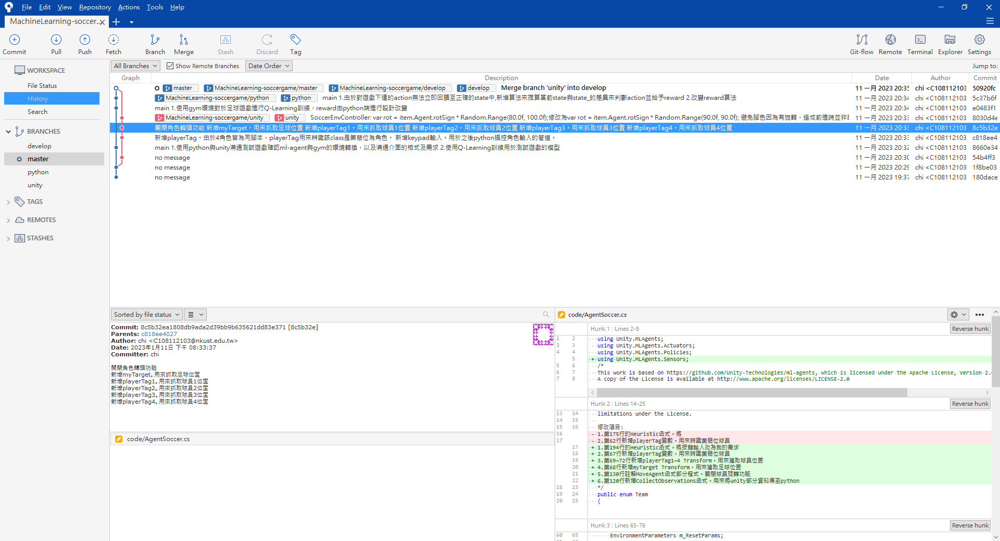 File Edit View Repository Actions Tools Help
MachineLearning-soccer..
Commit Pull Push Fetch Branch Merge Stash Discard Tag Git-flow Remote Terminal Explorer Settings
WORKSPACE
File Status
History
Search
BRANCHES
develop
master
python
unity
TAGS
REMOTES
STASHES
All Branches Show Remote Branches Date Order Jump to:
Graph Description Date Author Commit
master MachineLearning-soccergame/master MachineLearning-soccergame/develop develop Merge branch 'unity' into develop 11 一月 2023 20:35 chi <C108112103 50920fc
MachineLearning-soccergame/python python main 1.由於對遊戲下達的action無法立即回饋至正確的state中,新增算法來推算當前state與state_的差異來判斷action並給予reward 2.改變reward算法 11 一月 2023 20:34 chi <C108112103 5c37b6f
main 1.使用gym環境對於足球遊戲進行Q-Learning訓練，reward由python端進行設計改變 11 一月 2023 20:34 chi <C108112103 e0483f1
MachineLearning-soccergame/unity unity SoccerEnvController: var rot = item.Agent.rotSign * Random.Range(80.0f, 100.0f);修改為var rot = item.Agent.rotSign * Random.Range(90.0f, 90.0f); 避免腳色因為有旋轉，造成前進時並非 11 一月 2023 20:33 chi <C108112103 8030d4e
關閉角色轉頭功能 新增myTarget。用來抓取足球位置 新增playerTag1。用來抓取球員1位置 新增playerTag2。用來抓取球員2位置 新增playerTag3。用來抓取球員3位置 新增playerTag4。用來抓取球員4位置 11 一月 2023 20:33 chi <C108112103 8c5b32e
新增playerTag。由於4角色皆為同腳本，playerTag用來辨識該class是第幾位為角色。 新增keypad輸入。用於之後python操控角色輸入的管道。 11 一月 2023 20:33 chi <C108112103 c818ee4
main 1.使用python與unity溝通測試遊戲確認ml-agent與gym的環境轉換，以及溝通介面的格式及需求 2.使用Q-Learning訓練用於測試遊戲的模型 11 一月 2023 20:32 chi <C108112103 8660e34
no message 11 一月 2023 20:30 chi <C108112103 54b4ff3
no message 11 一月 2023 20:29 chi <C108112103 1f8be03
no message 11 一月 2023 19:37 chi <C108112103 180dace
Sorted by file status
Commit: 8c5b32ea1808db9ada2d39bb9b635621dd83e371 [8c5b32e]
Parents: c818ee4027
Author: chi <C108112103@nkust.edu.tw>
Date: 2023年1月11日 下午 08:33:37
Committer: chi
關閉角色轉頭功能
新增myTarget。用來抓取足球位置
新增playerTag1。用來抓取球員1位置
新增playerTag2。用來抓取球員2位置
新增playerTag3。用來抓取球員3位置
新增playerTag4。用來抓取球員4位置
code/AgentSoccer.cs
code/AgentSoccer.cs
Hunk 1 : Lines 2-8 Reverse hunk
2 2 using Unity.MLAgents;
3 3 using Unity.MLAgents.Actuators;
4 4 using Unity.MLAgents.Policies;
5 + using Unity.MLAgents.Sensors;
5 6 /*
6 7 This work is based on https://github.com/Unity-Technologies/ml-agents, which is licensed under the Apache License, Version 2.
7 8 A copy of the License is available at http://www.apache.org/licenses/LICENSE-2.0
Hunk 2 : Lines 14-25 Reverse hunk
13 14 limitations under the License.
14 15
15 16 修改項目:
16 - 1.第175行的Heuristic函式。將
17 - 2.第62行新增playerTag變數。用來辨識第幾位球員
17 + 1.第194行的Heuristic函式。將按鍵輸入改為我的需求
18 + 2.第67行新增playerTag變數。用來辨識第幾位球員
19 + 3.第69~72行新增playerTag1~4 Transform。用來獲取球員位置
20 + 4.第68行新增myTarget Transform。用來獲取足球位置
21 + 5.第130行註解MoveAgent函式部分程式。關閉球員旋轉功能
22 + 6.第120行新增CollectObservations函式。用來將unity部分資料傳至python
18 23 */
19 24 public enum Team
20 25 {
Hunk 3 : Lines 65-76 Reverse hunk
60 65 EnvironmentParameters m_ResetParams;